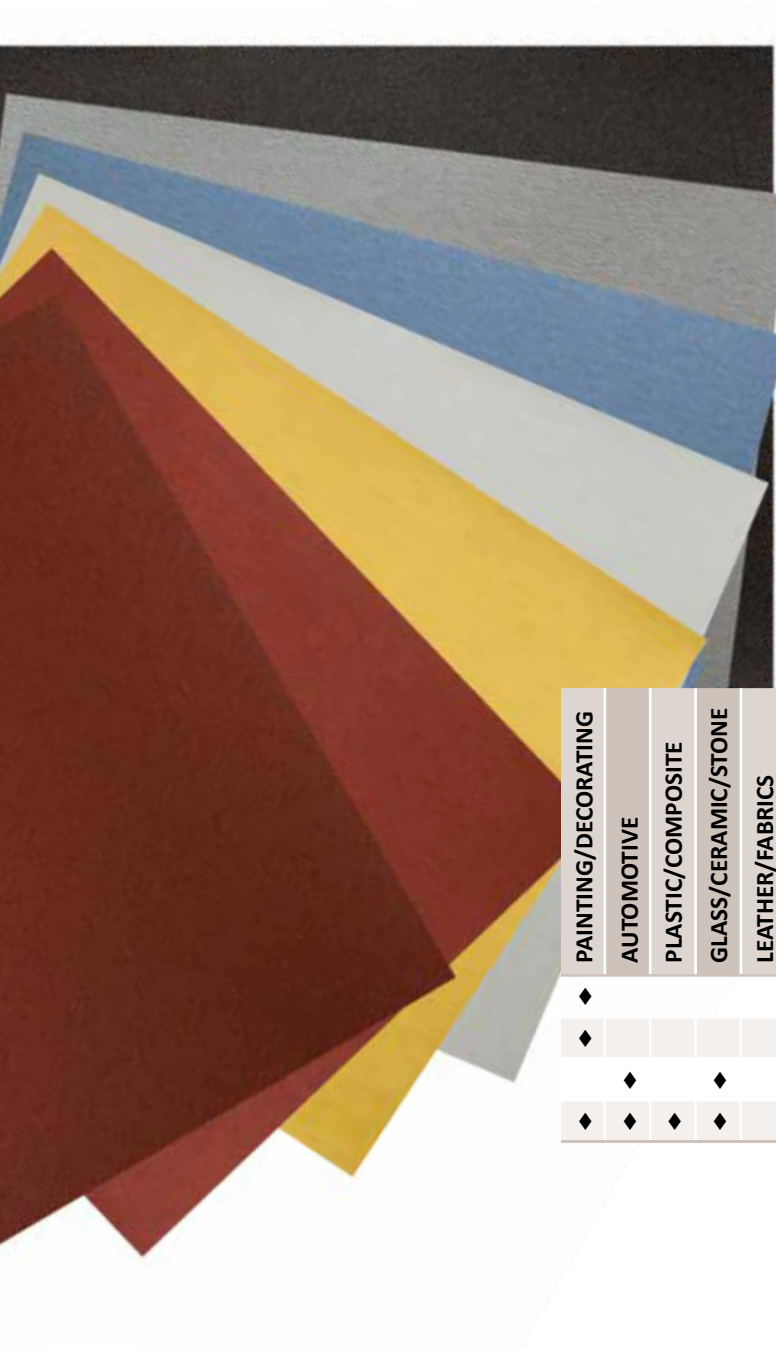 PAINTING/DECORATING
AUTOMOTIVE
PLASTIC/COMPOSITE
GLASS/CERAMIC/STONE
LEATHER/FABRICS